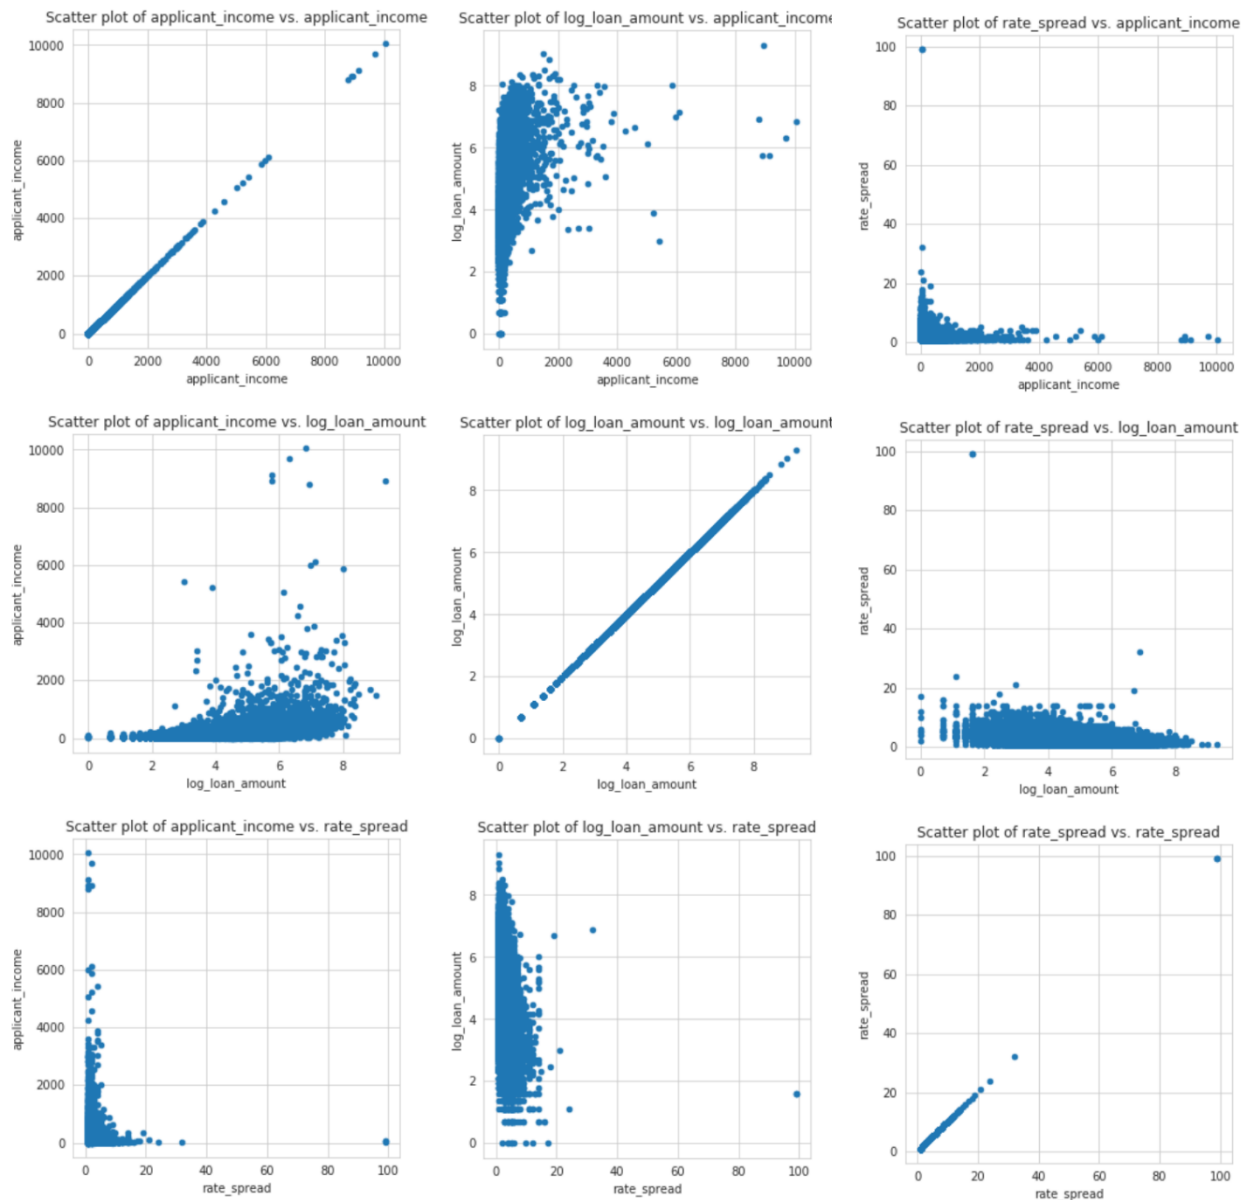 Scatter plot of applicant_income vs. applicant_income
10000
8000
6000
4000
2000
0
applicant_income
0 2000 4000 6000 8000 10000
applicant_income
Scatter plot of log_loan_amount vs. applicant_income
8
6
4
2
0
log_loan_amount
0 2000 4000 6000 8000 10000
applicant_income
Scatter plot of rate_spread vs. applicant_income
100
80
60
40
20
0
rate_spread
0 2000 4000 6000 8000 10000
applicant_income
Scatter plot of applicant_income vs. log_loan_amount
10000
8000
6000
4000
2000
0
applicant_income
0 2 4 6 8
log_loan_amount
Scatter plot of log_loan_amount vs. log_loan_amount
8
6
4
2
0
log_loan_amount
0 2 4 6 8
log_loan_amount
Scatter plot of rate_spread vs. log_loan_amount
100
80
60
40
20
0
rate_spread
0 2 4 6 8
log_loan_amount
Scatter plot of applicant_income vs. rate_spread
10000
8000
6000
4000
2000
0
applicant_income
0 20 40 60 80 100
rate_spread
Scatter plot of log_loan_amount vs. rate_spread
8
6
4
2
0
log_loan_amount
0 20 40 60 80 100
rate_spread
Scatter plot of rate_spread vs. rate_spread
100
80
60
40
20
0
rate_spread
0 20 40 60 80 100
rate_spread